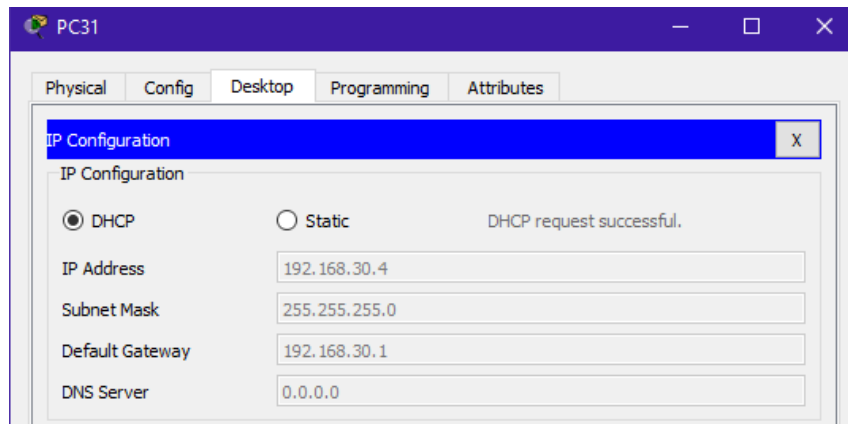 PC31
Physical Config Desktop Programming Attributes
IP Configuration X
IP Configuration
DHCP Static DHCP request successful.
IP Address 192.168.30.4
Subnet Mask 255.255.255.0
Default Gateway 192.168.30.1
DNS Server 0.0.0.0